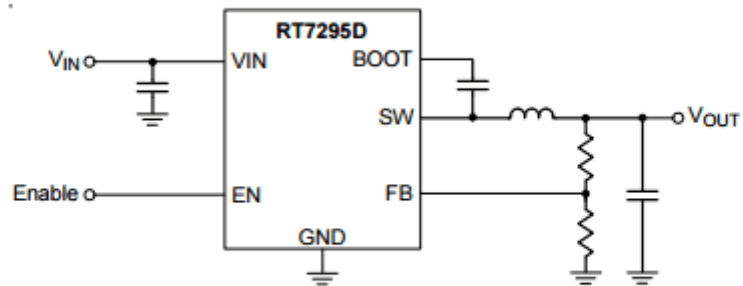 RT7295D
VIN VIN BOOT
SW VOUT
Enable EN FB
GND